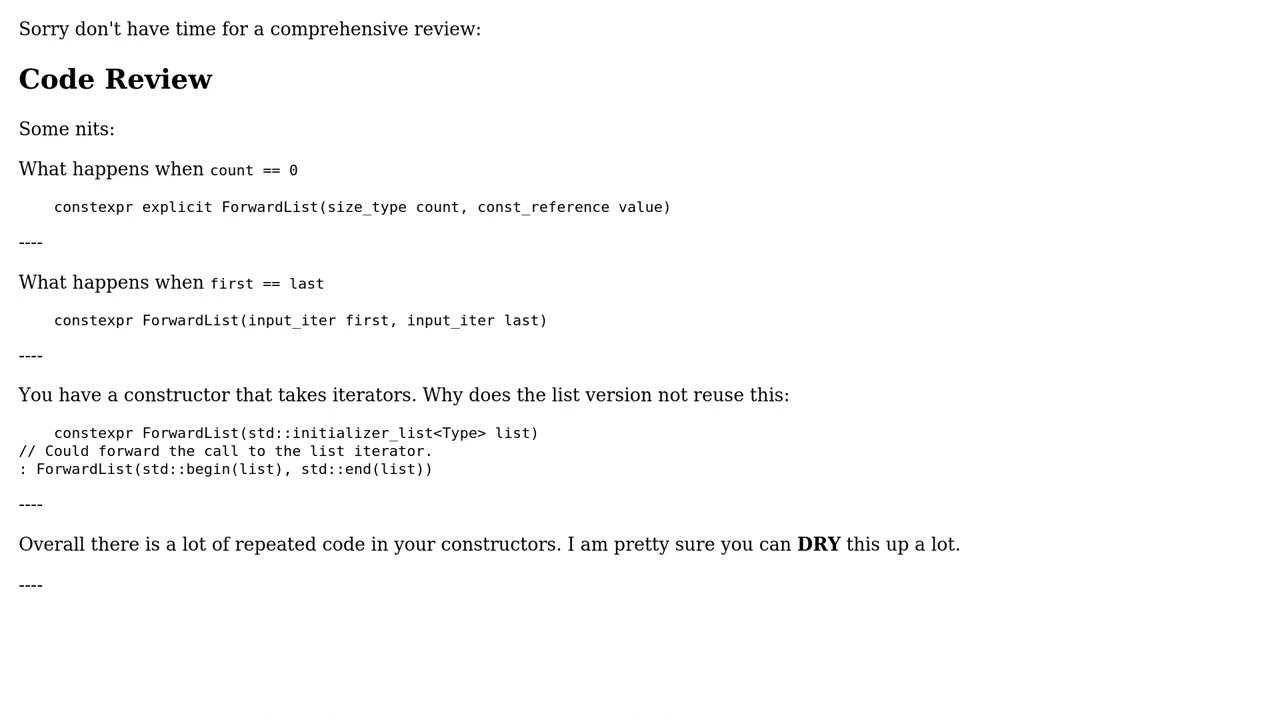 Sorry don't have time for a comprehensive review:
Code Review
Some nits:
What happens when count == 0
constexpr explicit ForwardList(size_type count, const_reference value)
----
What happens when first == last
constexpr ForwardList(input_iter first, input_iter last)
----
You have a constructor that takes iterators. Why does the list version not reuse this:
constexpr ForwardList(std::initializer_list<Type> list)
// Could forward the call to the list iterator.
: ForwardList(std::begin(list), std::end(list))
----
Overall there is a lot of repeated code in your constructors. I am pretty sure you can DRY this up a lot.
----